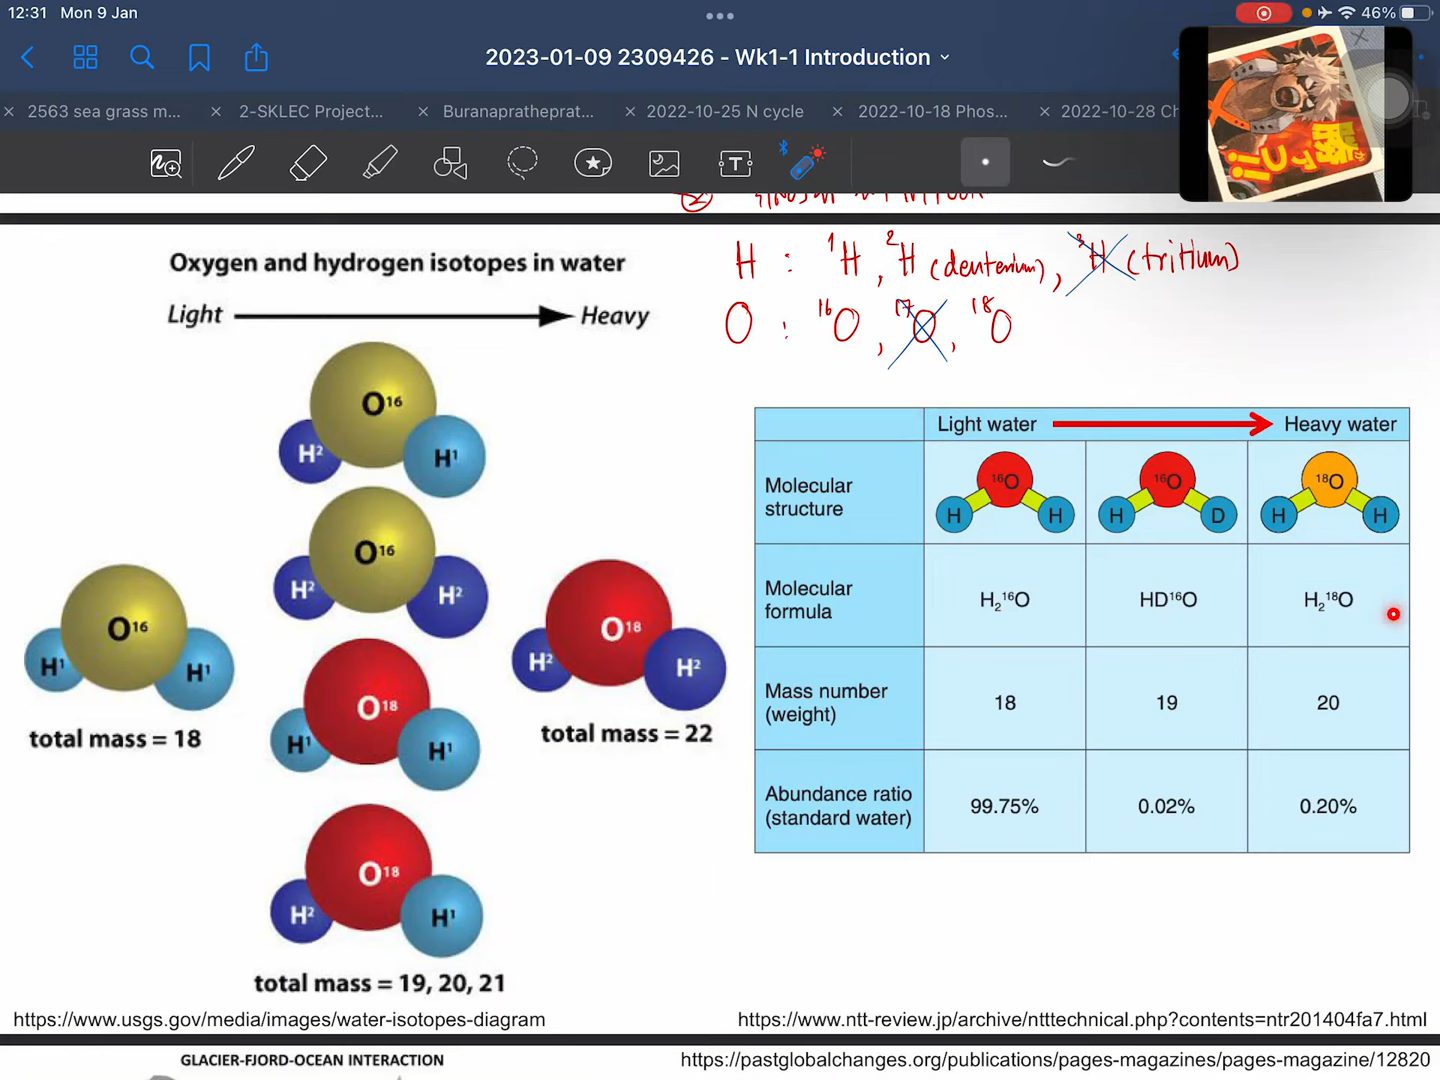 12:31 Mon 9 Jan
46%
2023-01-09 2309426 - Wk1-1 Introduction
2563 sea grass m...
2-SKLEC Project...
Buranapratheprat...
2022-10-25 N cycle
2022-10-18 Phos...
2022-10-28 Ch
Oxygen and hydrogen isotopes in water
Light Heavy
O16 H2 H1
O16 H2 H2
O16 H1 H1
total mass = 18
O18 H1 H1
O18 H2 H2
total mass = 22
O18 H2 H1
total mass = 19, 20, 21
https://www.usgs.gov/media/images/water-isotopes-diagram
H : ¹H, ²H (deuterium), ³H (tritium)
O : ¹⁶O, ¹⁷O, ¹⁸O
Light water Heavy water
Molecular structure
¹⁶O H H
¹⁶O H D
¹⁸O H H
Molecular formula
H₂¹⁶O HD¹⁶O H₂¹⁸O
Mass number (weight)
18 19 20
Abundance ratio (standard water)
99.75% 0.02% 0.20%
https://www.ntt-review.jp/archive/ntttechnical.php?contents=ntr201404fa7.html
GLACIER-FJORD-OCEAN INTERACTION
https://pastglobalchanges.org/publications/pages-magazines/pages-magazine/12820